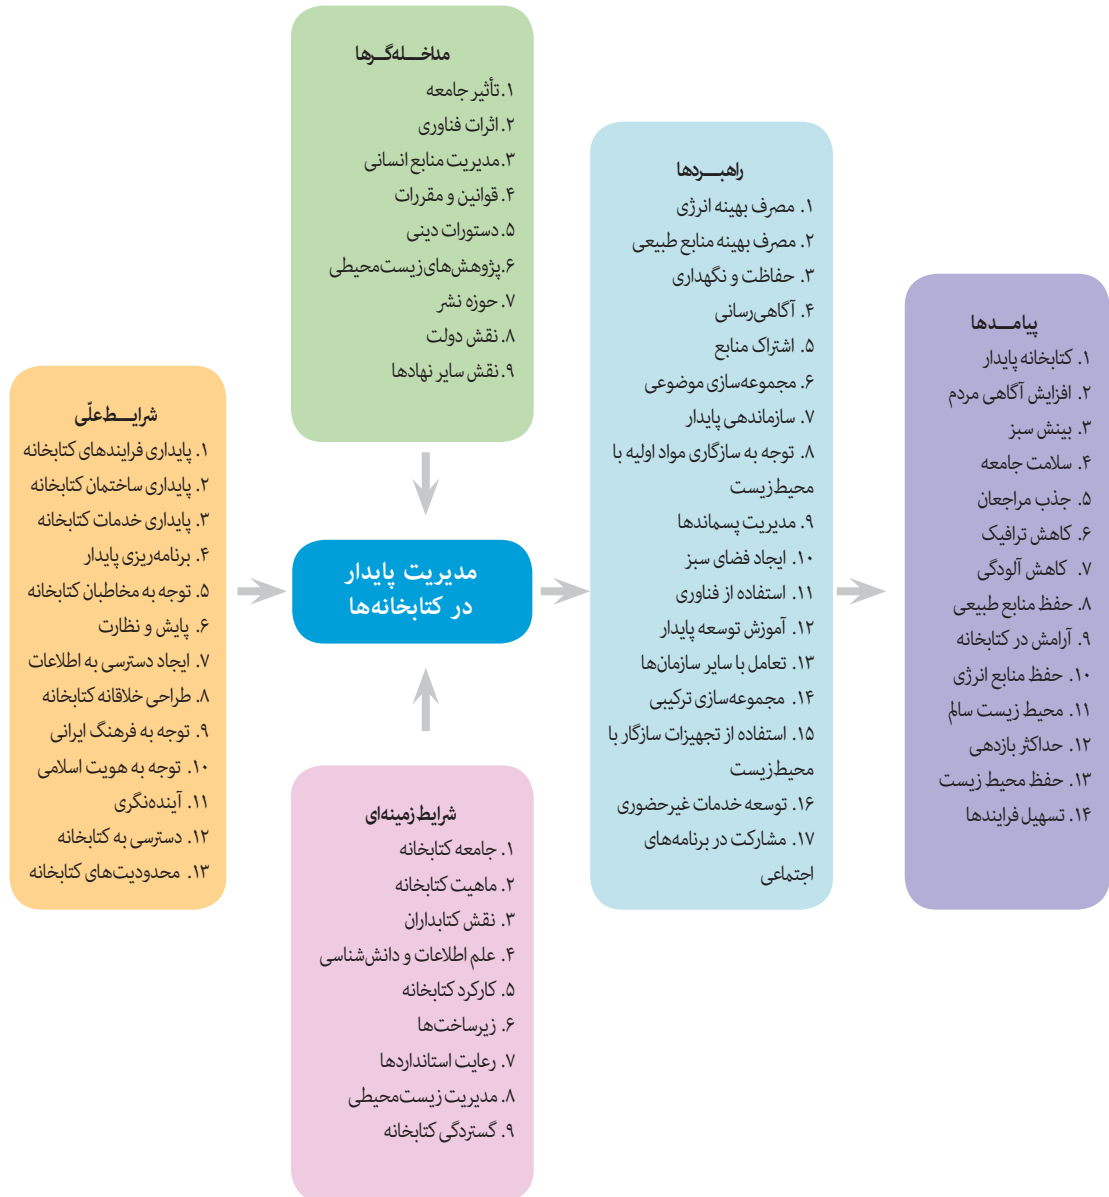 مداخله‌گرها
۱.تأثیر جامعه
۲. اثرات فناوری
۳. مدیریت منابع انسانی
۴. قوانین و مقررات
۵. دستورات دینی
۶.پژوهش‌های زیست‌محیطی
۷. حوزه نشر
۸. نقش دولت
۹. نقش سایر نهادها
راهبردها
۱. مصرف بهینه انرژی
۲. مصرف بهینه منابع طبیعی
۳. حفاظت و نگهداری
۴. آگاهی‌رسانی
۵. اشتراک منابع
۶. مجموعه‌سازی موضوعی
۷. سازماندهی پایدار
۸. توجه به سازگاری مواد اولیه با
محیط‌زیست
۹. مدیریت پسماندها
۱۰. ایجاد فضای سبز
۱۱. استفاده از فناوری
۱۲. آموزش توسعه پایدار
۱۳. تعامل با سایر سازمان‌ها
۱۴. مجموعه‌سازی ترکیبی
۱۵. استفاده از تجهیزات سازگار با
محیط‌زیست
۱۶. توسعه خدمات غیرحضوری
۱۷. مشارکت در برنامه‌های
اجتماعی
پیامدها
۱. کتابخانه پایدار
۲. افزایش آگاهی مردم
۳. بینش سبز
۴. سلامت جامعه
۵. جذب مراجعان
۶. کاهش ترافیک
۷. کاهش آلودگی
۸. حفظ منابع طبیعی
۹. آرامش در کتابخانه
۱۰. حفظ منابع انرژی
۱۱. محیط زیست سالم
۱۲. حداکثر بازدهی
۱۳. حفظ محیط زیست
۱۴. تسهیل فرایندها
شرایط علّی
۱. پایداری فرایندهای کتابخانه
۲. پایداری ساختمان کتابخانه
۳. پایداری خدمات کتابخانه
۴. برنامه‌ریزی پایدار
۵. توجه به مخاطبان کتابخانه
۶. پایش و نظارت
۷. ایجاد دسترسی به اطلاعات
۸. طراحی خلاقانه کتابخانه
۹. توجه به فرهنگ ایرانی
۱۰. توجه به هویت اسلامی
۱۱. آینده‌نگری
۱۲. دسترسی به کتابخانه
۱۳. محدودیت‌های کتابخانه
مدیریت پایدار
در کتابخانه‌ها
شرایط زمینه‌ای
۱. جامعه کتابخانه
۲. ماهیت کتابخانه
۳. نقش کتابداران
۴. علم اطلاعات و دانش‌شناسی
۵. کارکرد کتابخانه
۶. زیرساخت‌ها
۷. رعایت استانداردها
۸. مدیریت زیست‌محیطی
۹. گستردگی کتابخانه